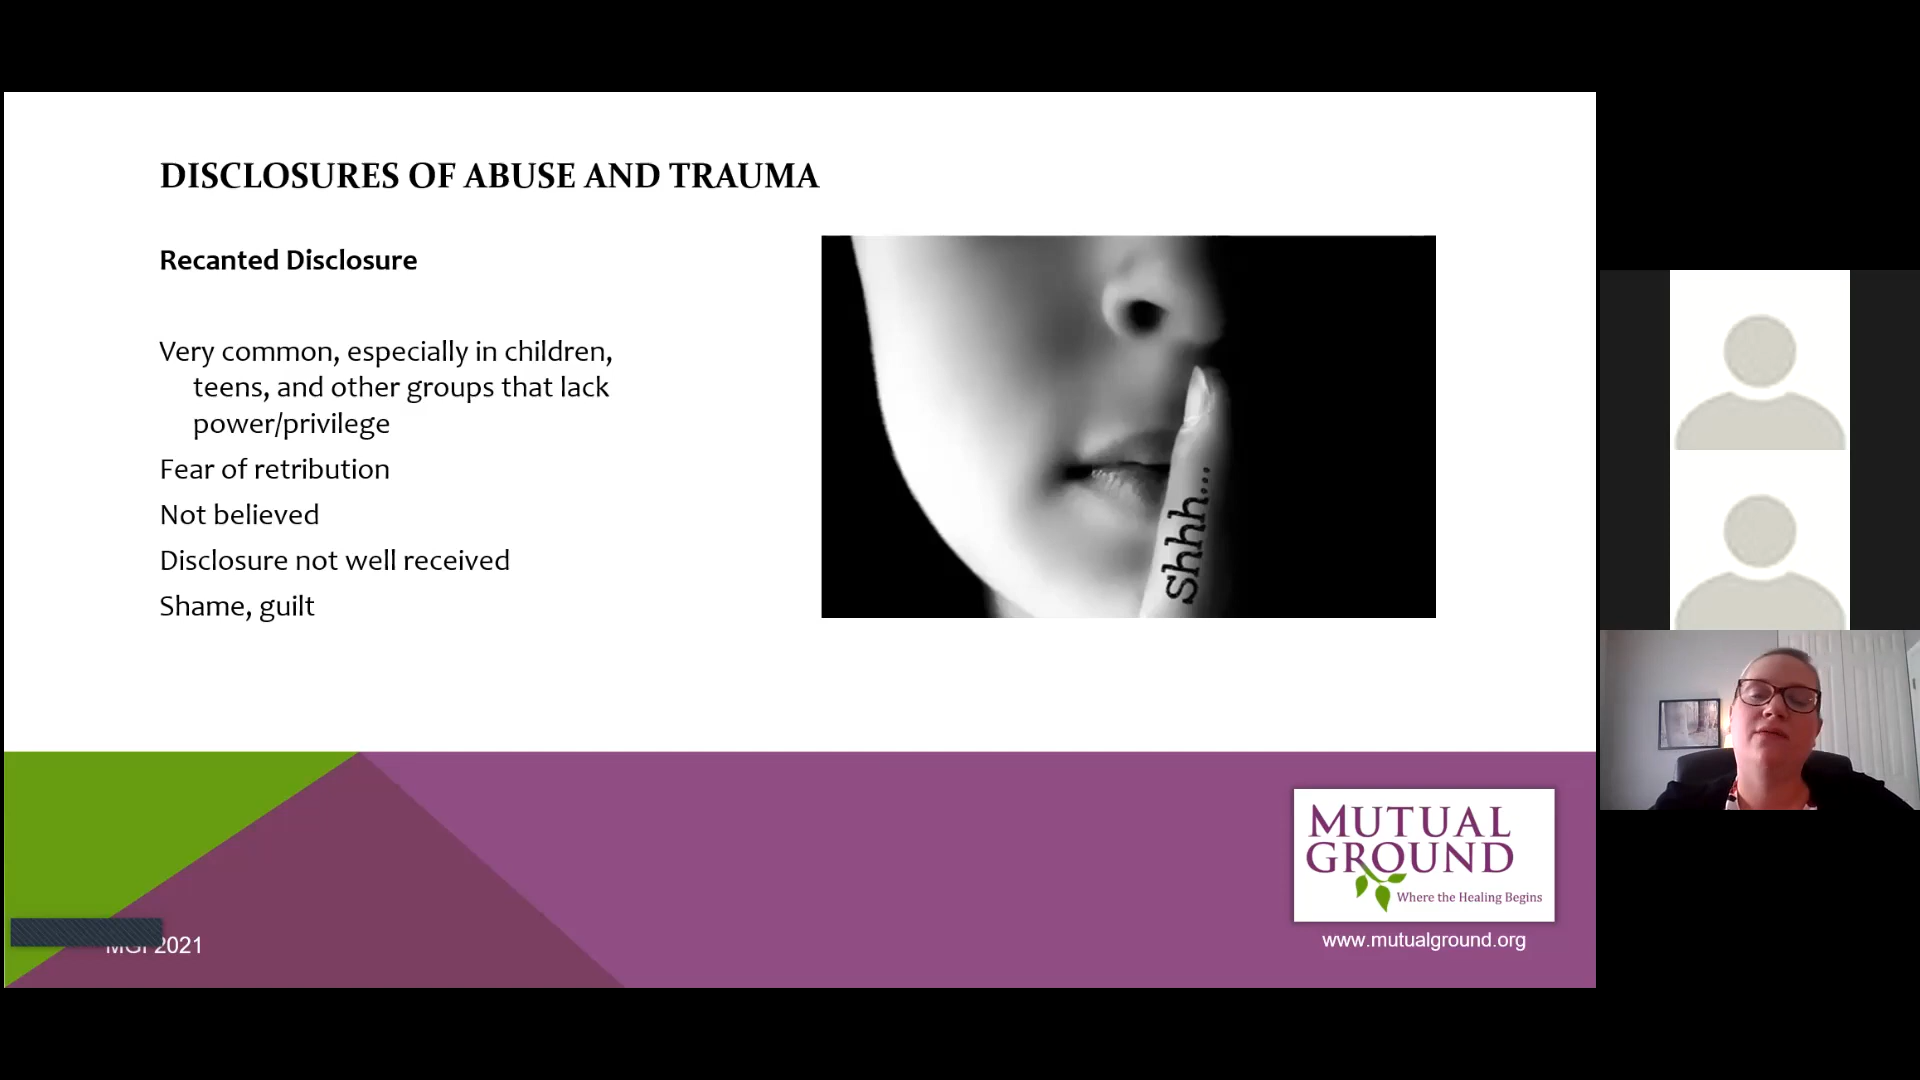 DISCLOSURES OF ABUSE AND TRAUMA
Recanted Disclosure
Very common, especially in children,
teens, and other groups that lack
power/privilege
Fear of retribution
Not believed
Disclosure not well received
Shame, guilt
shhh...
MUTUAL
GROUND
Where the Healing Begins
www.mutualground.org
MGI 2021